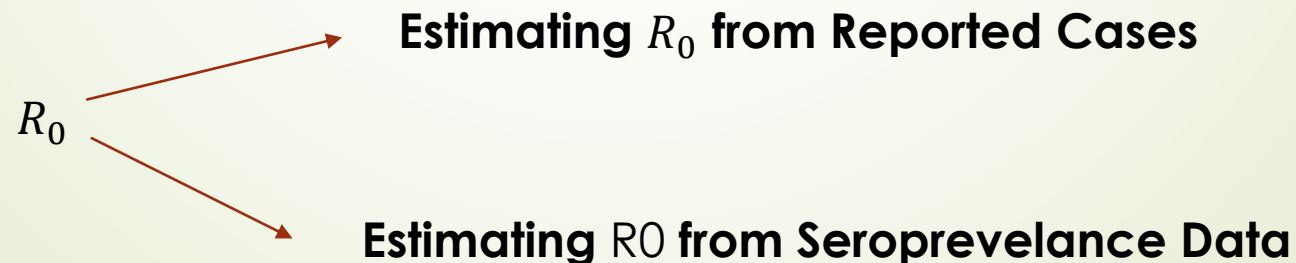 Estimating R₀ from Reported Cases
R₀
Estimating R0 from Seroprevelance Data